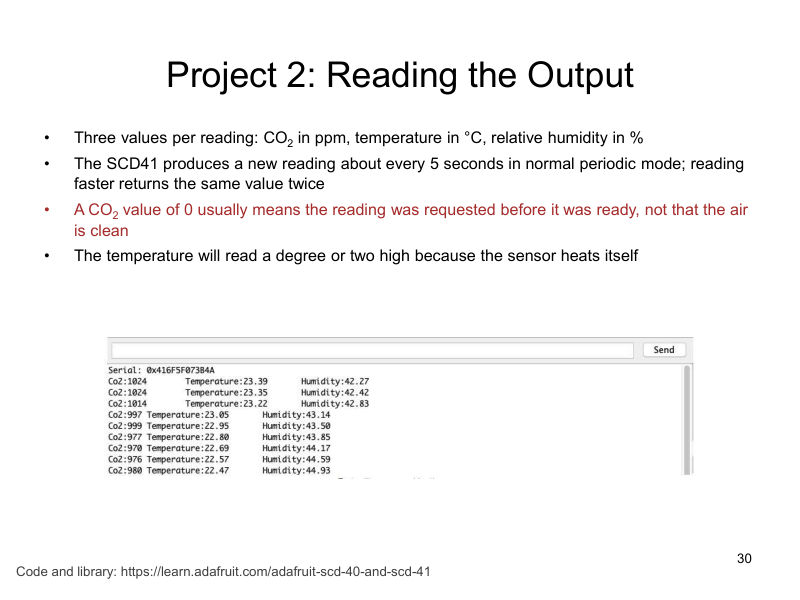 Project 2: Reading the Output
• Three values per reading: CO2 in ppm, temperature in °C, relative humidity in %
• The SCD41 produces a new reading about every 5 seconds in normal periodic mode; reading
faster returns the same value twice
• A CO2 value of 0 usually means the reading was requested before it was ready, not that the air
is clean
• The temperature will read a degree or two high because the sensor heats itself
Send
Serial: 0x416F5F073B4A
Co2:1024 Temperature:23.39 Humidity:42.27
Co2:1024 Temperature:23.35 Humidity:42.42
Co2:1014 Temperature:23.22 Humidity:42.83
Co2:997 Temperature:23.05 Humidity:43.14
Co2:999 Temperature:22.95 Humidity:43.50
Co2:977 Temperature:22.80 Humidity:43.85
Co2:970 Temperature:22.69 Humidity:44.17
Co2:976 Temperature:22.57 Humidity:44.59
Co2:980 Temperature:22.47 Humidity:44.93
30
Code and library: https://learn.adafruit.com/adafruit-scd-40-and-scd-41